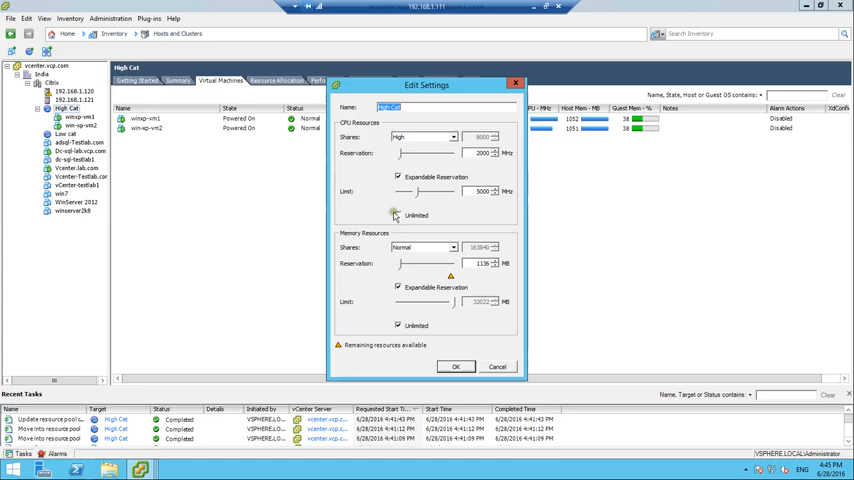 192.168.1.111
File Edit View Inventory Administration Plug-ins Help
Home Inventory Hosts and Clusters Search Inventory
vcenter.vcp.com
India
Citrix
192.168.1.120
192.168.1.121
High Cat
winxp-vm1
win-xp-vm2
Low cat
adsql-Testlab.com
Dc-sql-lab.vcp.com
dc-sql-testlab
Vcenter.lab.com
Vcenter-Testlab.com
vCenter-testlab1
win7
WinServer 2012
winserver2k8
High Cat
Getting Started Summary Virtual Machines Resource Allocation
Name, State, Host or Guest OS contains: Clear
Name State Status PU - MHz Host Mem - MB Guest Mem - % Notes Alarm Actions
winxp-vm1 Powered On Normal 1052 38 Disabled
win-xp-vm2 Powered On Normal 1051 38 Disabled
Edit Settings
Name: High Cat
CPU Resources
Shares: High 8000
Reservation: 2000 MHz
Expandable Reservation
Limit: 5000 MHz
Unlimited
Memory Resources
Shares: Normal 163840
Reservation: 1136 MB
Expandable Reservation
Limit: 32022 MB
Unlimited
Remaining resources available
OK Cancel
Recent Tasks Name, Target or Status contains: Clear
Name Target Status Details Initiated by vCenter Server Requested Start Ti... Start Time Completed Time
Update resource pool High Cat Completed VSPHERE.LO... vcenter.vcp.c... 6/28/2016 4:41:43 PM 6/28/2016 4:41:43 PM 6/28/2016 4:41:43 PM
Move into resource pool High Cat Completed VSPHERE.LO... vcenter.vcp.c... 6/28/2016 4:41:12 PM 6/28/2016 4:41:12 PM 6/28/2016 4:41:12 PM
Move into resource pool High Cat Completed VSPHERE.LO... vcenter.vcp.c... 6/28/2016 4:41:09 PM 6/28/2016 4:41:09 PM 6/28/2016 4:41:09 PM
Tasks Alarms VSPHERE.LOCAL\Administrator
ENG 4:45 PM
6/28/2016